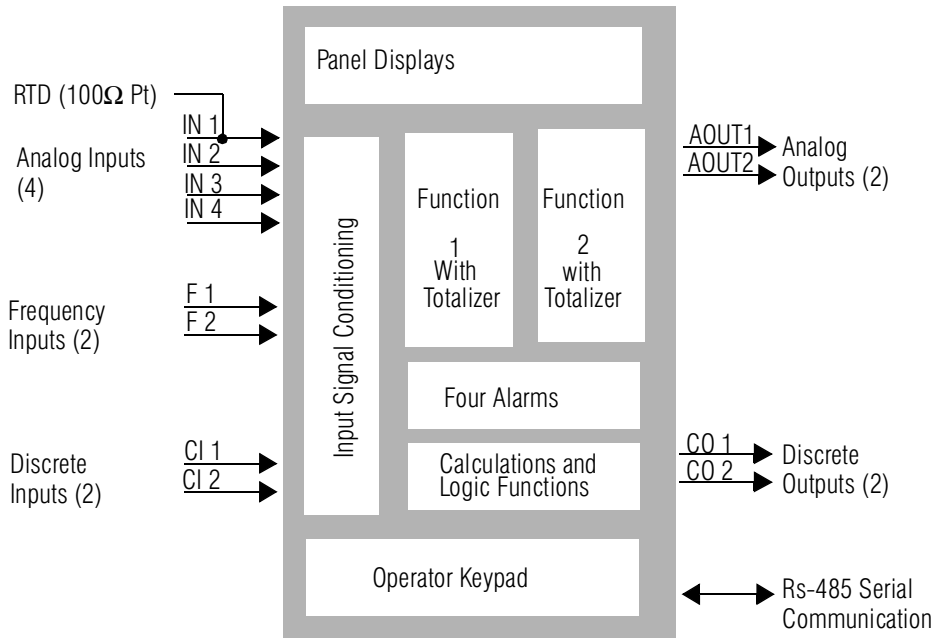 Panel Displays
RTD (100Ω Pt)
Analog Inputs
(4)
IN 1
IN 2
IN 3
IN 4
Frequency
Inputs (2)
F 1
F 2
Discrete
Inputs (2)
CI 1
CI 2
Input Signal Conditioning
Function
1
With
Totalizer
Function
2
with
Totalizer
Four Alarms
Calculations and
Logic Functions
Operator Keypad
AOUT1
AOUT2
Analog
Outputs (2)
CO 1
CO 2
Discrete
Outputs (2)
Rs-485 Serial
Communication